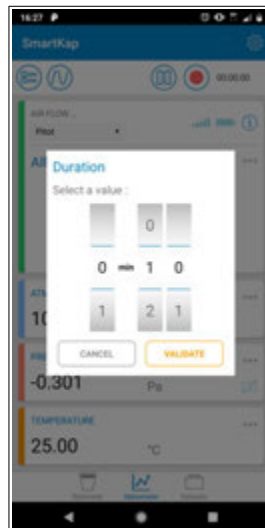 16:27
SmartKap
00:00:00
AIR FLOW ...
Pitot
Duration
Select a value :
0
0 min 1 0
1 2 1
CANCEL VALIDATE
-0.301 Pa
TEMPERATURE
25.00 °C